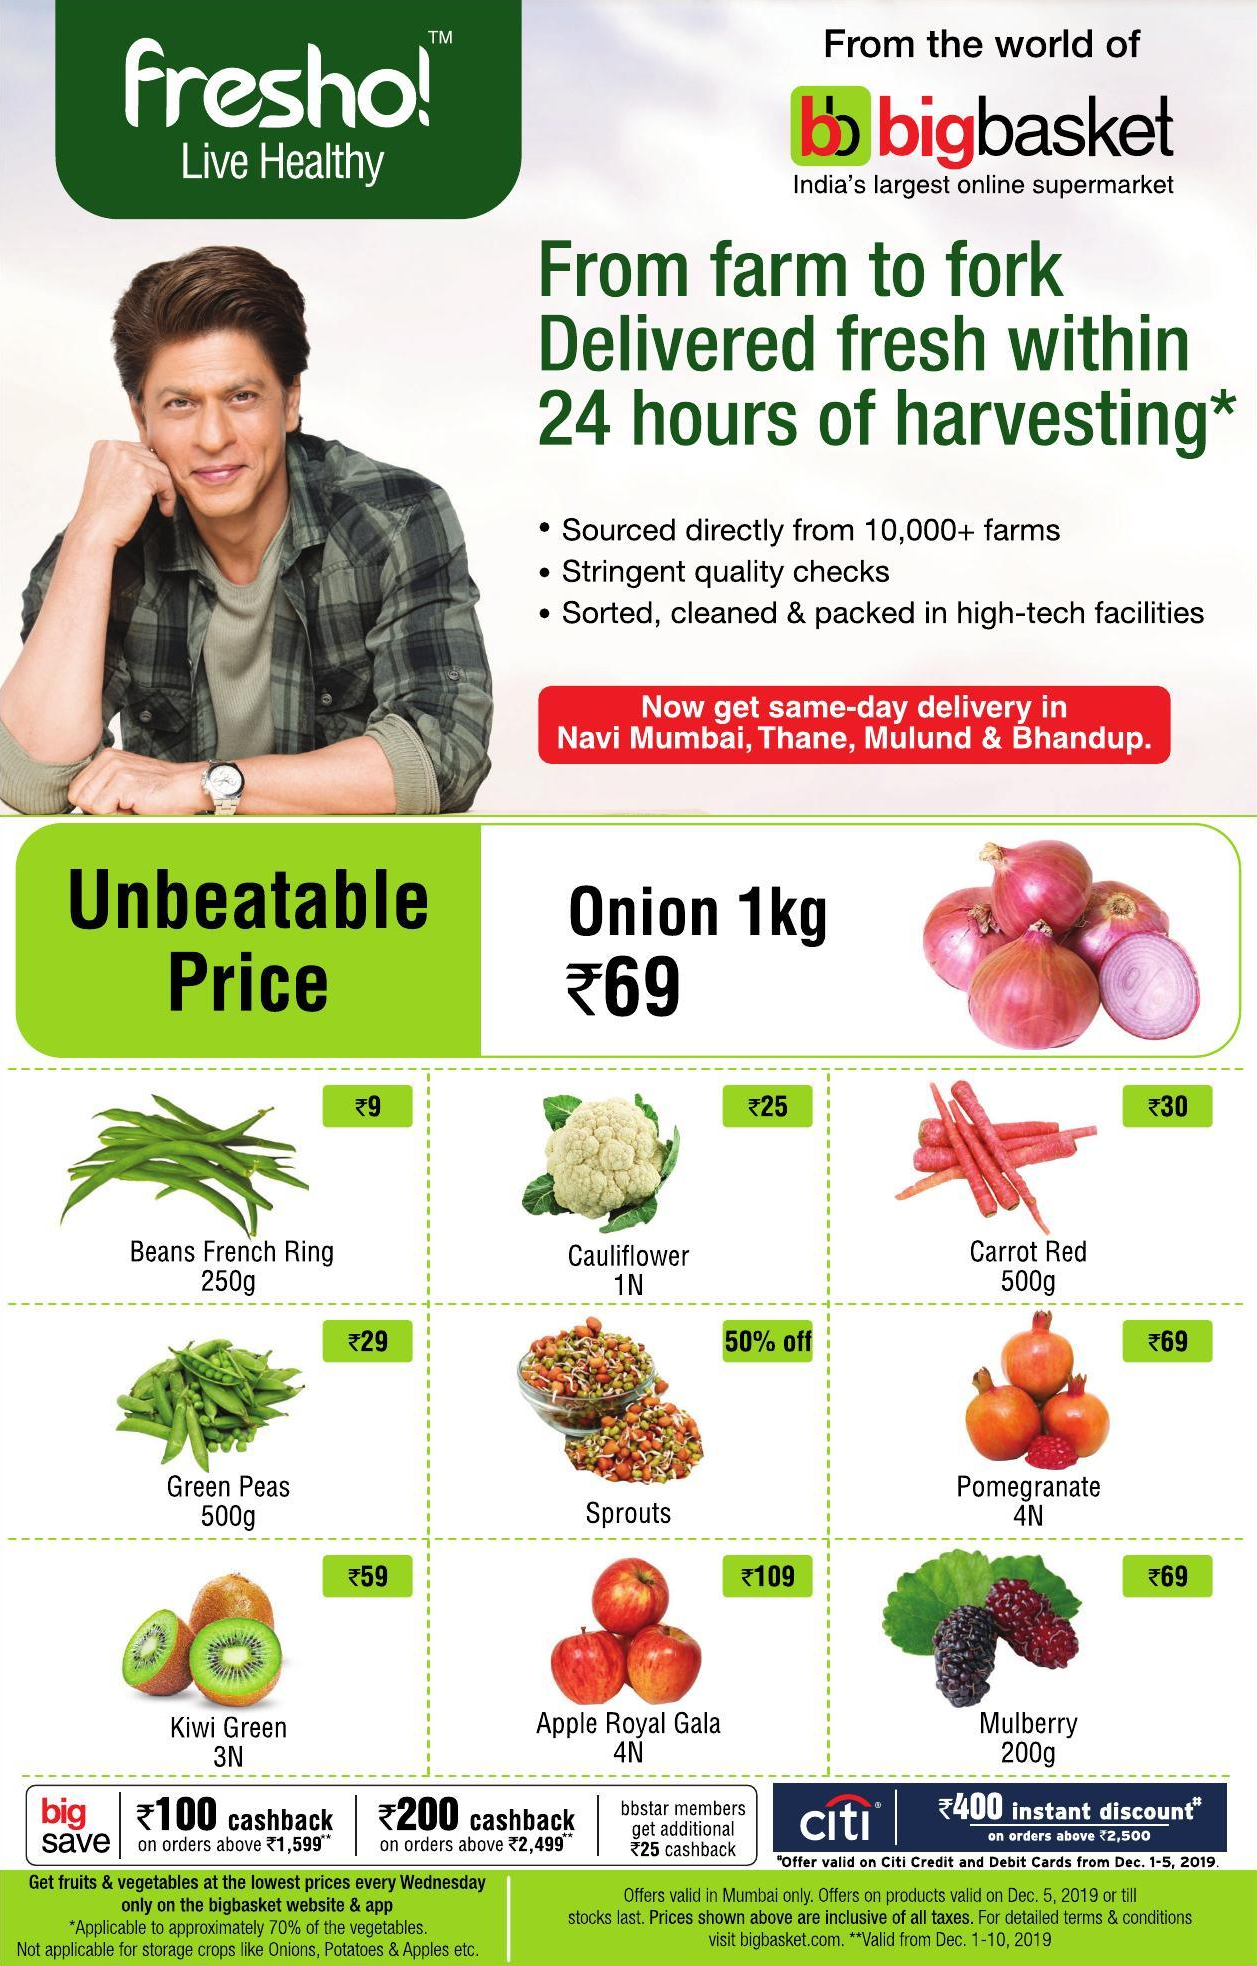 fresho!™
Live Healthy
From the world of
bb bigbasket
India's largest online supermarket
From farm to fork
Delivered fresh within
24 hours of harvesting*
• Sourced directly from 10,000+ farms
• Stringent quality checks
• Sorted, cleaned & packed in high-tech facilities
Now get same-day delivery in
Navi Mumbai, Thane, Mulund & Bhandup.
Unbeatable
Price
Onion 1kg
₹69
₹9
Beans French Ring
250g
₹25
Cauliflower
1N
₹30
Carrot Red
500g
₹29
Green Peas
500g
50% off
Sprouts
₹69
Pomegranate
4N
₹59
Kiwi Green
3N
₹109
Apple Royal Gala
4N
₹69
Mulberry
200g
big
save
₹100 cashback
on orders above ₹1,599**
₹200 cashback
on orders above ₹2,499**
bbstar members
get additional
₹25 cashback
citi®
₹400 instant discount#
on orders above ₹2,500
#Offer valid on Citi Credit and Debit Cards from Dec. 1-5, 2019.
Get fruits & vegetables at the lowest prices every Wednesday
only on the bigbasket website & app
*Applicable to approximately 70% of the vegetables.
Not applicable for storage crops like Onions, Potatoes & Apples etc.
Offers valid in Mumbai only. Offers on products valid on Dec. 5, 2019 or till
stocks last. Prices shown above are inclusive of all taxes. For detailed terms & conditions
visit bigbasket.com. **Valid from Dec. 1-10, 2019